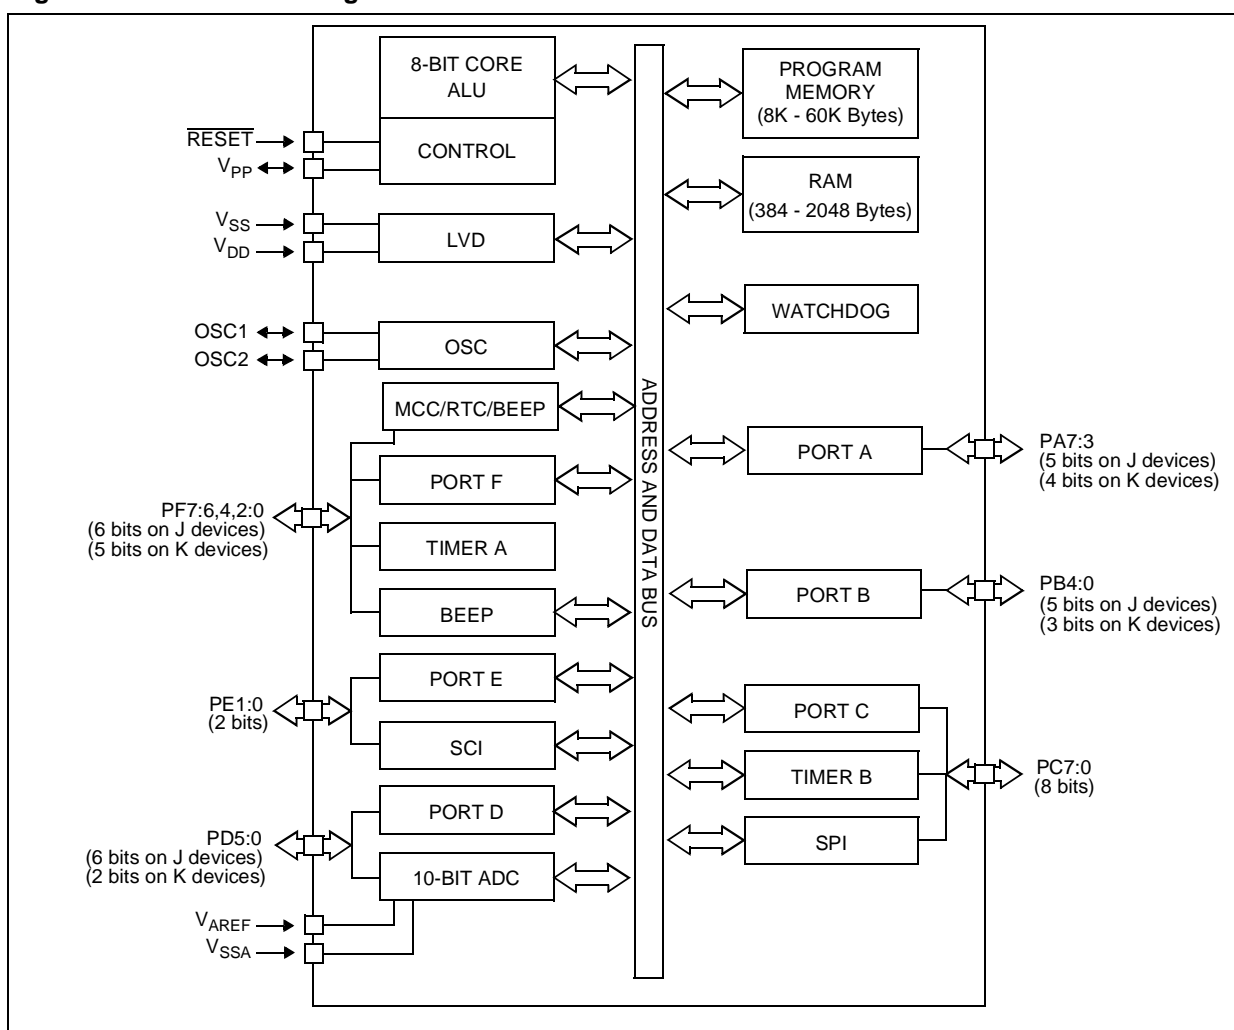 8-BIT CORE
ALU
CONTROL
RESET
VPP
VSS
VDD
LVD
OSC1
OSC2
OSC
MCC/RTC/BEEP
PORT F
PF7:6,4,2:0
(6 bits on J devices)
(5 bits on K devices)
TIMER A
BEEP
PORT E
PE1:0
(2 bits)
SCI
PORT D
PD5:0
(6 bits on J devices)
(2 bits on K devices)
10-BIT ADC
VAREF
VSSA
ADDRESS AND DATA BUS
PROGRAM
MEMORY
(8K - 60K Bytes)
RAM
(384 - 2048 Bytes)
WATCHDOG
PORT A
PA7:3
(5 bits on J devices)
(4 bits on K devices)
PORT B
PB4:0
(5 bits on J devices)
(3 bits on K devices)
PORT C
TIMER B
PC7:0
(8 bits)
SPI